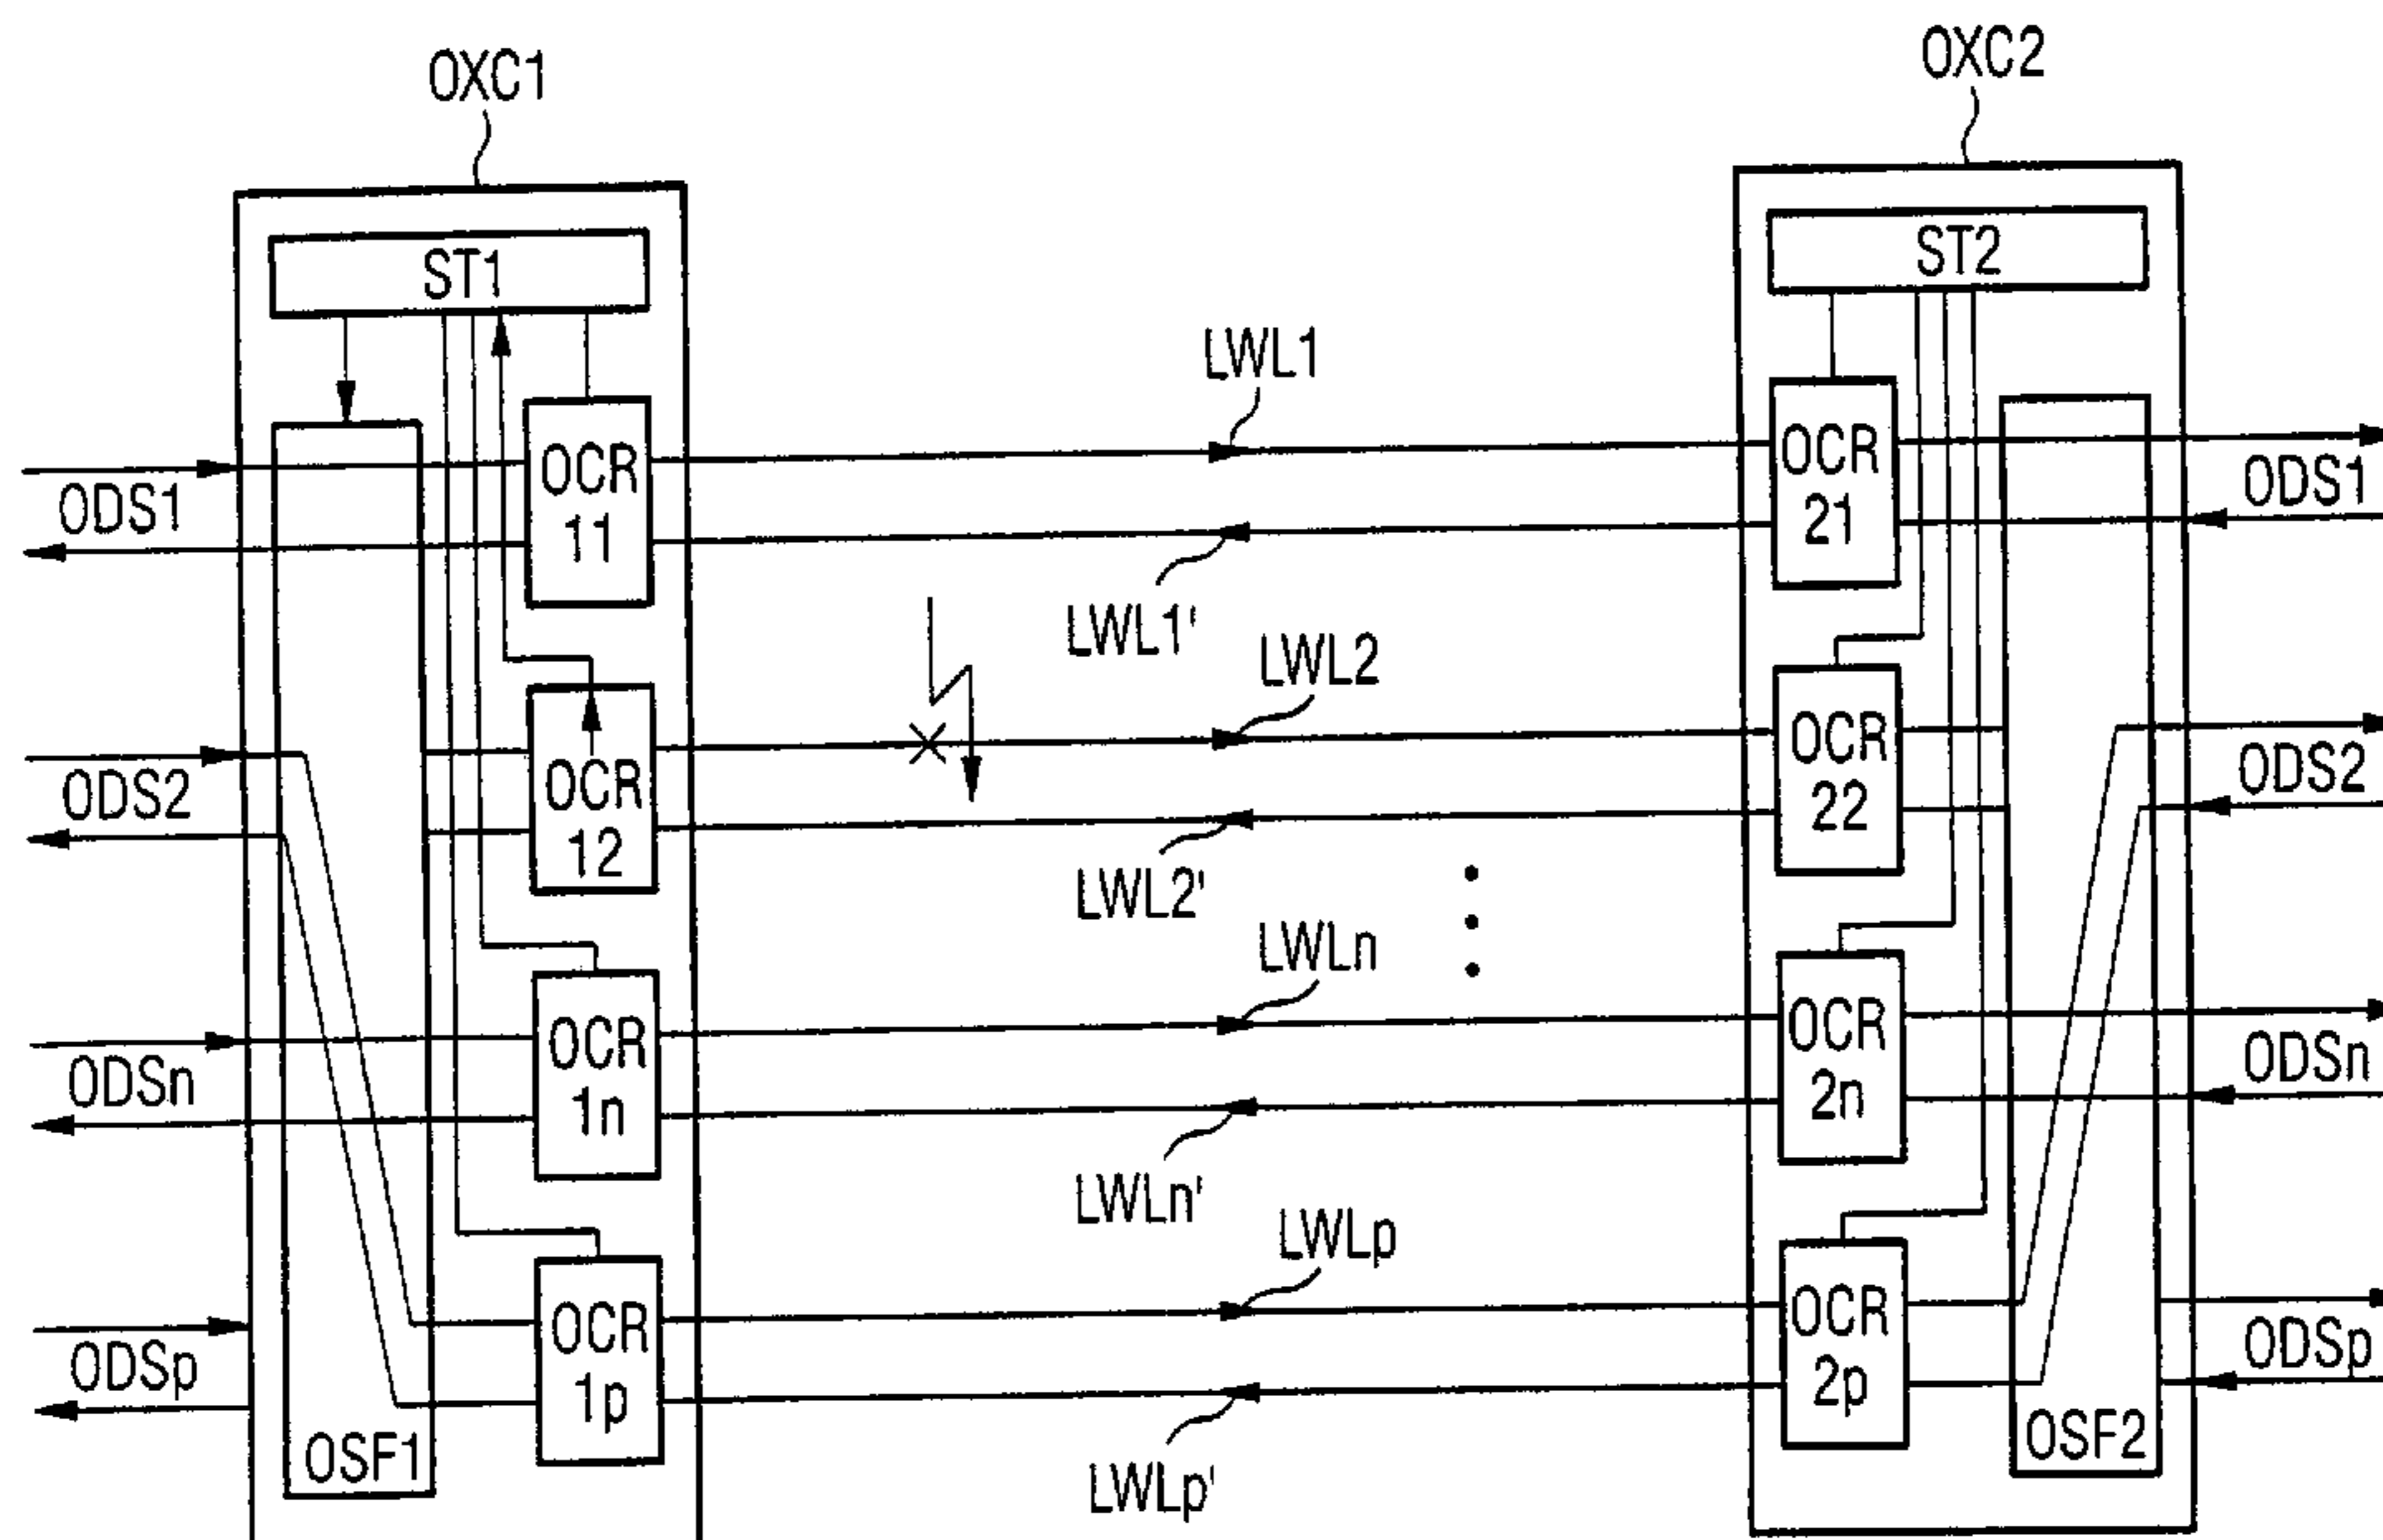 OXC1
OXC2
ST1
ST2
LWL1
OCR
11
OCR
21
ODS1
ODS1
LWL1'
LWL2
OCR
12
OCR
22
ODS2
ODS2
LWL2'
LWLn
OCR
1n
OCR
2n
ODSn
ODSn
LWLn'
LWLp
OCR
1p
OCR
2p
ODSp
ODSp
OSF1
OSF2
LWLp'